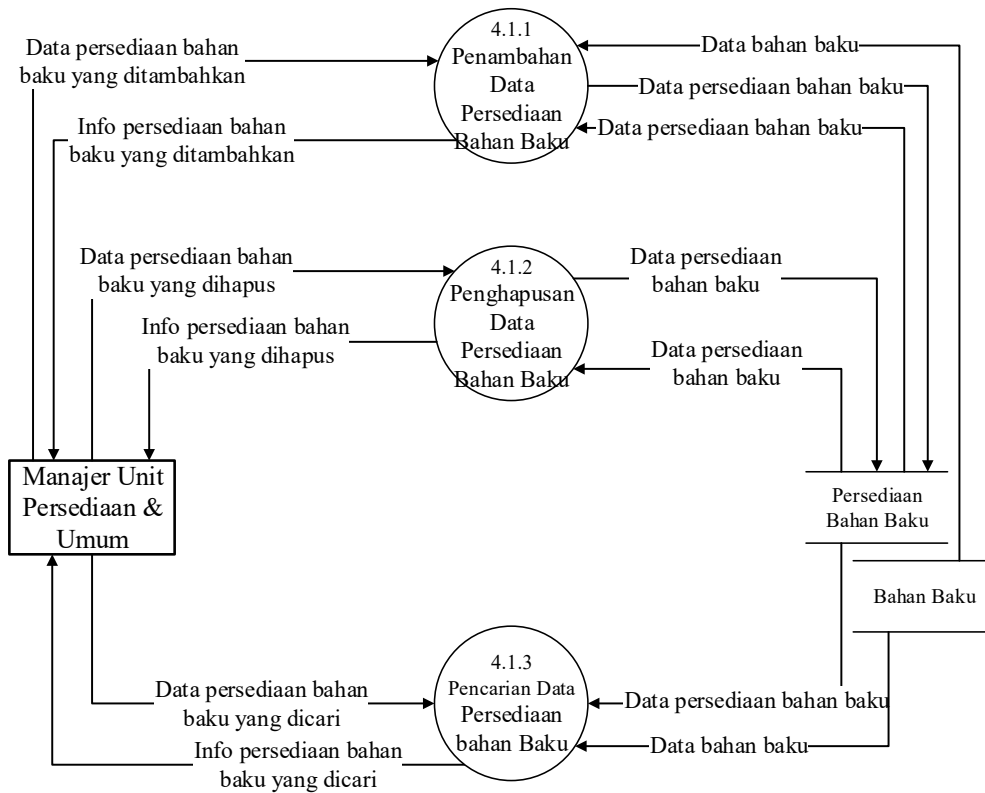 4.1.1
Penambahan
Data
Persediaan
Bahan Baku
Data persediaan bahan
baku yang ditambahkan
Info persediaan bahan
baku yang ditambahkan
Data bahan baku
Data persediaan bahan baku
Data persediaan bahan baku
4.1.2
Penghapusan
Data
Persediaan
Bahan Baku
Data persediaan bahan
baku yang dihapus
Info persediaan bahan
baku yang dihapus
Data persediaan
bahan baku
Data persediaan
bahan baku
Manajer Unit
Persediaan &
Umum
Persediaan
Bahan Baku
Bahan Baku
4.1.3
Pencarian Data
Persediaan
bahan Baku
Data persediaan bahan
baku yang dicari
Info persediaan bahan
baku yang dicari
Data persediaan bahan baku
Data bahan baku